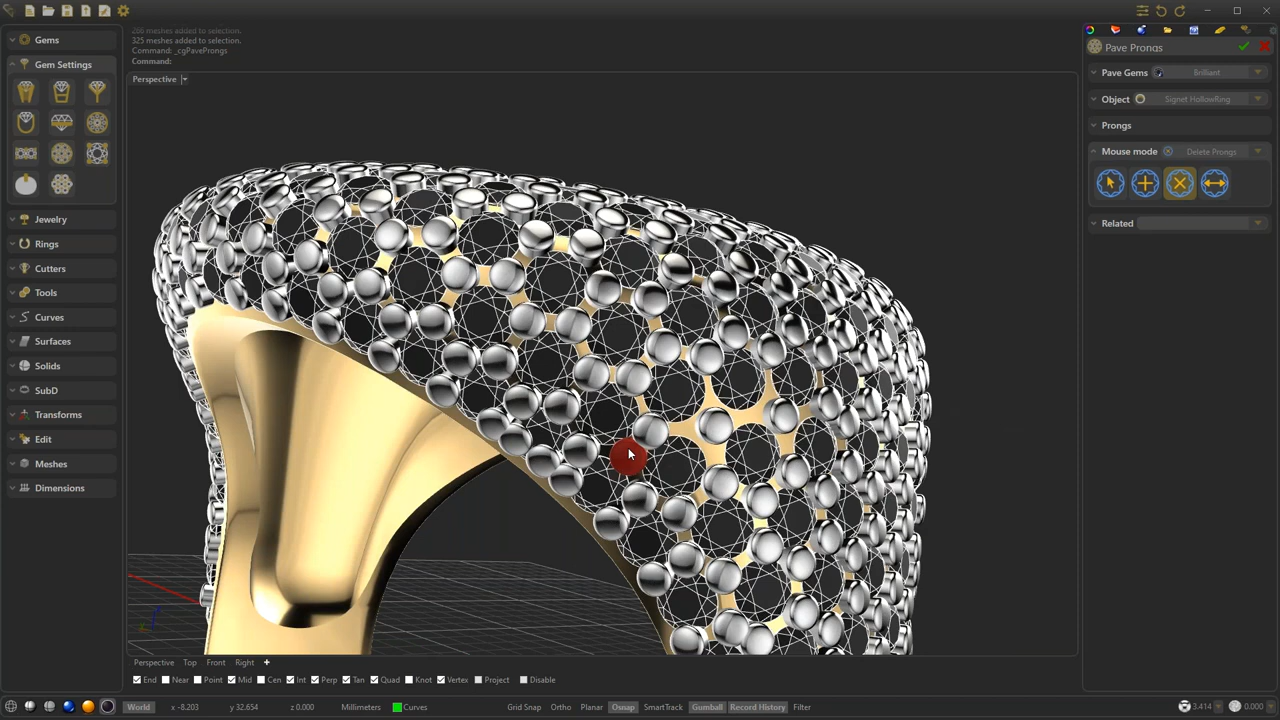 266 meshes added to selection.
325 meshes added to selection.
Command: _cgPaveProngs
Command:
Perspective
Gems
Gem Settings
Jewelry
Rings
Cutters
Tools
Curves
Surfaces
Solids
SubD
Transforms
Edit
Meshes
Dimensions
Pave Prongs
Pave Gems Brilliant
Object Signet HollowRing
Prongs
Mouse mode Delete Prongs
Related
Perspective Top Front Right
End Near Point Mid Cen Int Perp Tan Quad Knot Vertex Project Disable
World x -8.203 y 32.654 z 0.000 Millimeters Curves Grid Snap Ortho Planar Osnap SmartTrack Gumball Record History Filter 3.414 0.000